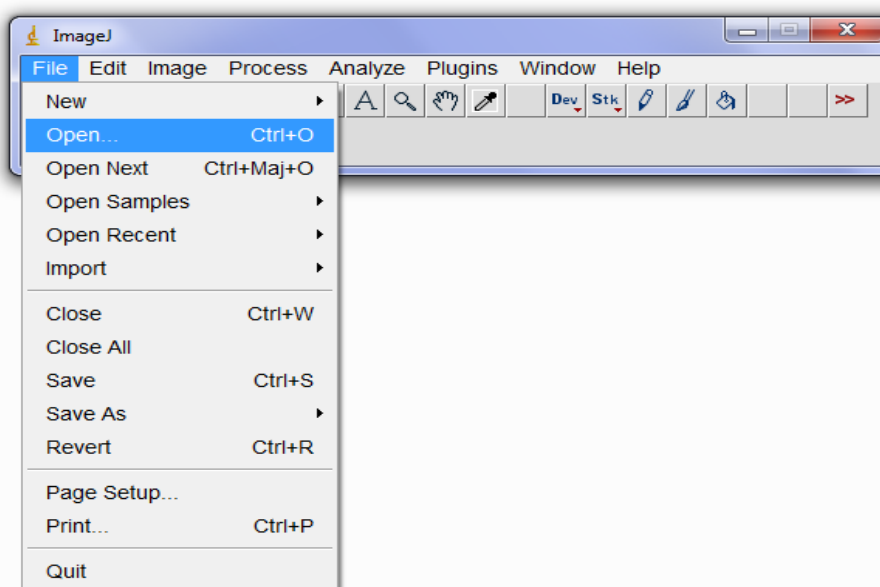 ImageJ
File Edit Image Process Analyze Plugins Window Help
New
A Dev Stk >>
Open... Ctrl+O
Open Next Ctrl+Maj+O
Open Samples
Open Recent
Import
Close Ctrl+W
Close All
Save Ctrl+S
Save As
Revert Ctrl+R
Page Setup...
Print... Ctrl+P
Quit